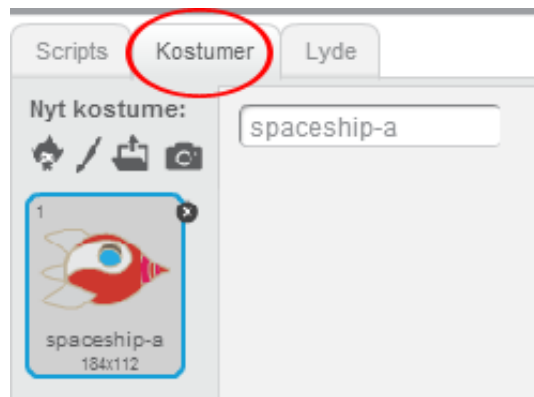 Scripts Kostumer Lyde
Nyt kostume:
spaceship-a
1
spaceship-a
184x112